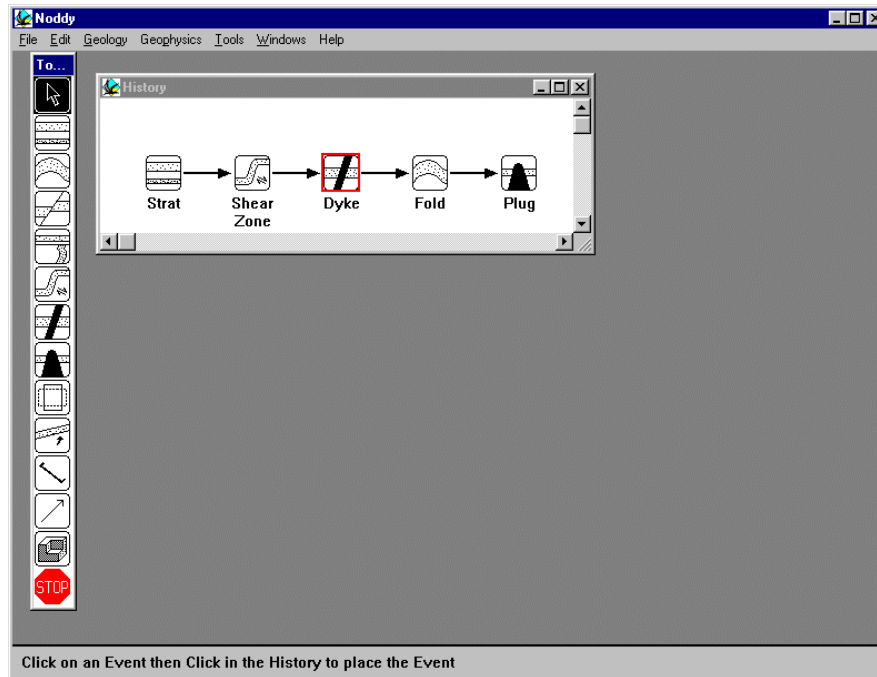 Noddy
File Edit Geology Geophysics Tools Windows Help
To...
History
Strat Shear Zone Dyke Fold Plug
STOP
Click on an Event then Click in the History to place the Event